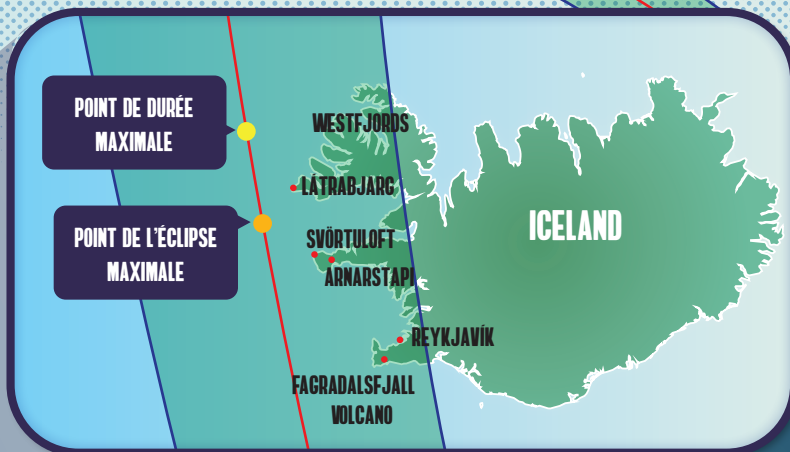 POINT DE DURÉE
MAXIMALE
WESTFJORDS
LÁTRABJARG
POINT DE L'ÉCLIPSE
MAXIMALE
SVÖRTULOFT
ARNARSTAPI
ICELAND
REYKJAVÍK
FAGRADALSFJALL
VOLCANO